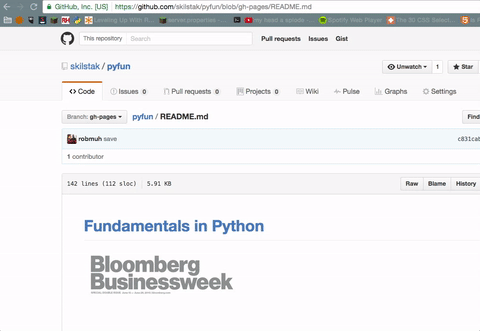 GitHub, Inc. [US] https://github.com/skilstak/pyfun/blob/gh-pages/README.md
server properties Leveling Up With R... my heed a spiele Spotify Web Player The 30 CSS Selec...
This repository Search Pull requests Issues Gist
skilstak / pyfun Unwatch 1 Star
Code Issues 0 Pull requests 0 Projects 0 Wiki Pulse Graphs Settings
Branch: gh-pages pyfun / README.md Find
robmuh save c831cab
1 contributor
142 lines (112 sloc) 5.91 KB Raw Blame History
Fundamentals in Python
Bloomberg
Businessweek